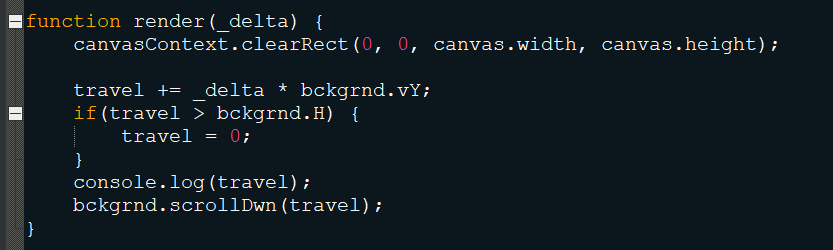 function render(_delta) {
    canvasContext.clearRect(0, 0, canvas.width, canvas.height);

    travel += _delta * bckgrnd.vY;
    if(travel > bckgrnd.H) {
        travel = 0;
    }
    console.log(travel);
    bckgrnd.scrollDwn(travel);
}